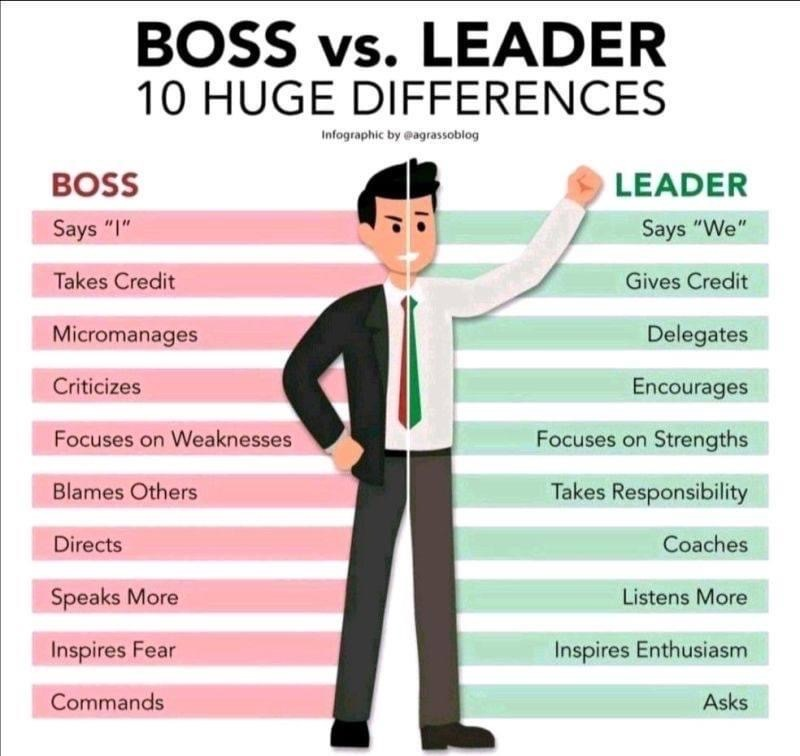 BOSS vs. LEADER
10 HUGE DIFFERENCES
Infographic by @agrassoblog
BOSS LEADER
Says "I" Says "We"
Takes Credit Gives Credit
Micromanages Delegates
Criticizes Encourages
Focuses on Weaknesses Focuses on Strengths
Blames Others Takes Responsibility
Directs Coaches
Speaks More Listens More
Inspires Fear Inspires Enthusiasm
Commands Asks